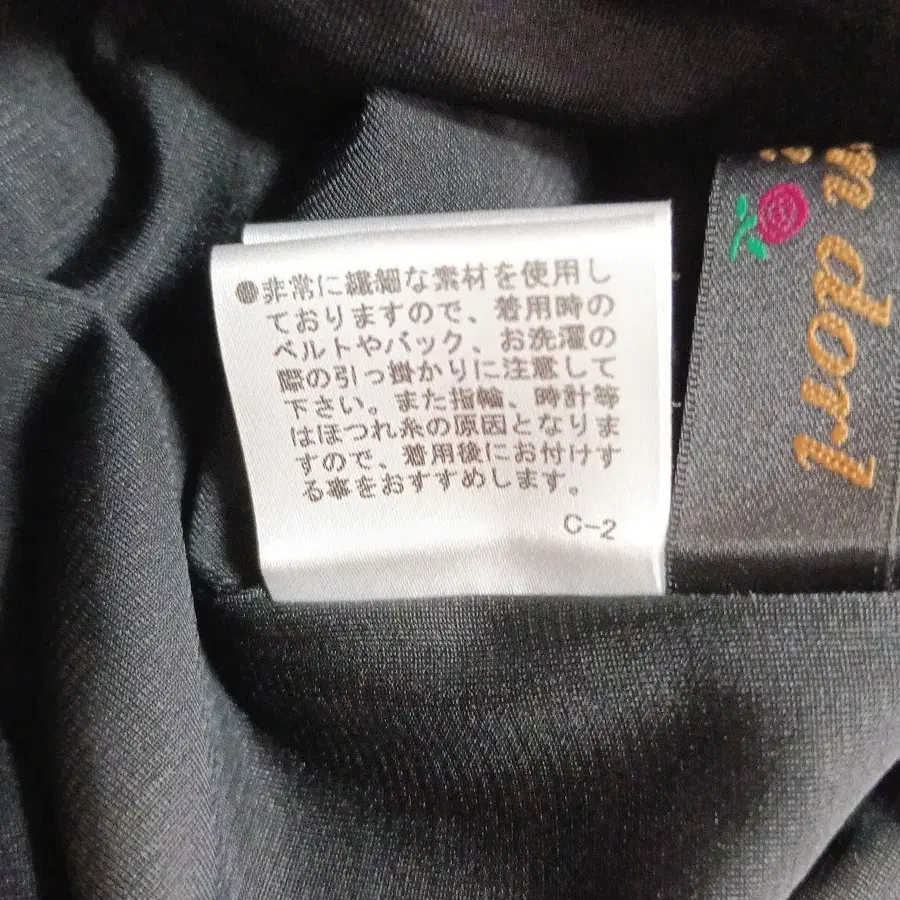 ●非常に繊細な素材を使用し
ておりますので、着用時の
ベルトやバック、お洗濯の
際の引っ掛かりに注意して
下さい。また指輪、時計等
はほつれ糸の原因となりま
すので、着用後にお付けす
る事をおすすめします。
C-2
dorl